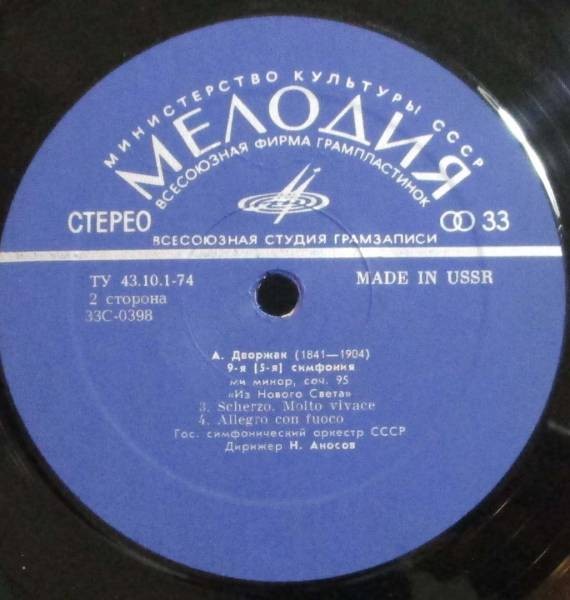 МИНИСТЕРСТВО КУЛЬТУРЫ СССР
МЕЛОДИЯ
ВСЕСОЮЗНАЯ ФИРМА ГРАМПЛАСТИНОК
СТЕРЕО
33
ВСЕСОЮЗНАЯ СТУДИЯ ГРАМЗАПИСИ
ТУ 43.10.1-74
MADE IN USSR
2 сторона
33С-0398
А. Дворжак (1841—1904)
9-я [5-я] симфония
ми минор, соч. 95
«Из Нового Света»
3. Scherzo. Molto vivace
4. Allegro con fuoco
Гос. симфонический оркестр СССР
Дирижер Н. Аносов